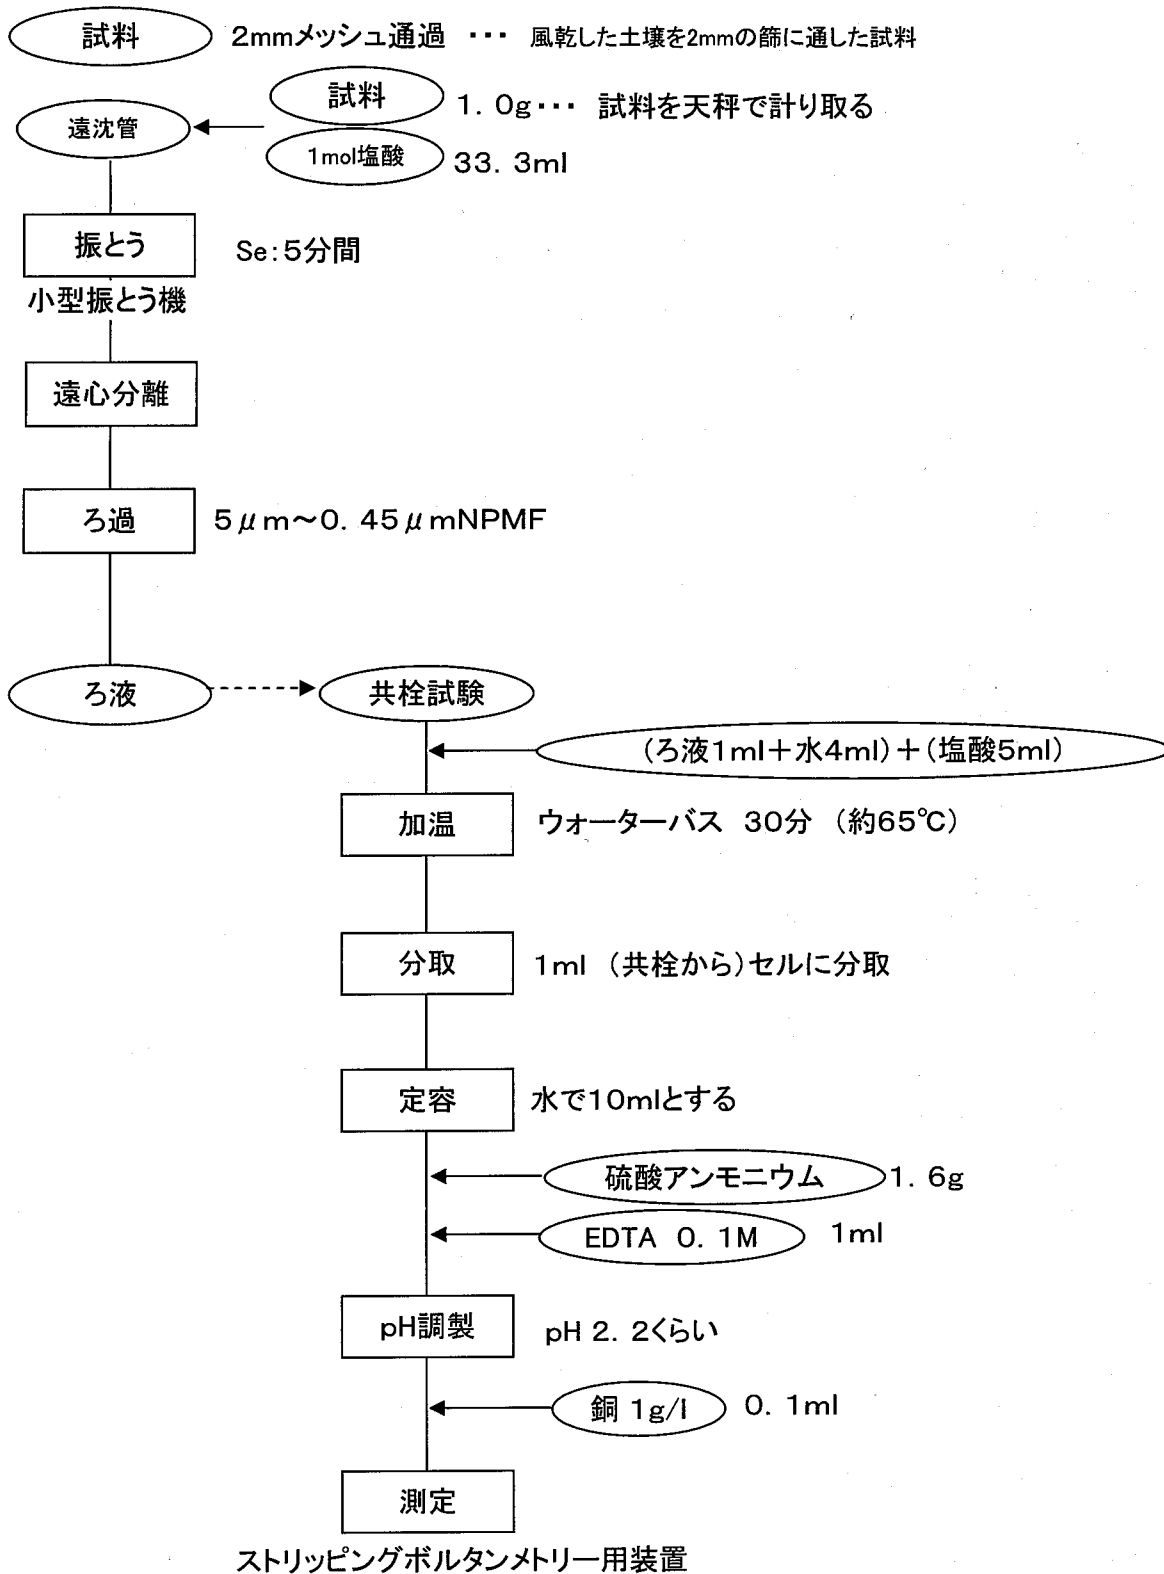 試料 2mmメッシュ通過 ･･･ 風乾した土壌を2mmの篩に通した試料
試料 1．0g･･･ 試料を天秤で計り取る
遠沈管
1mol塩酸 33．3ml
振とう Se：5分間
小型振とう機
遠心分離
ろ過 5μm～0．45μmNPMF
ろ液 共栓試験
（ろ液1ml＋水4ml）＋（塩酸5ml）
加温 ウォーターバス 30分 （約65℃）
分取 1ml （共栓から）セルに分取
定容 水で10mlとする
硫酸アンモニウム 1．6g
EDTA 0．1M 1ml
pH調製 pH 2．2くらい
銅 1g/l 0．1ml
測定
ストリッピングボルタンメトリー用装置